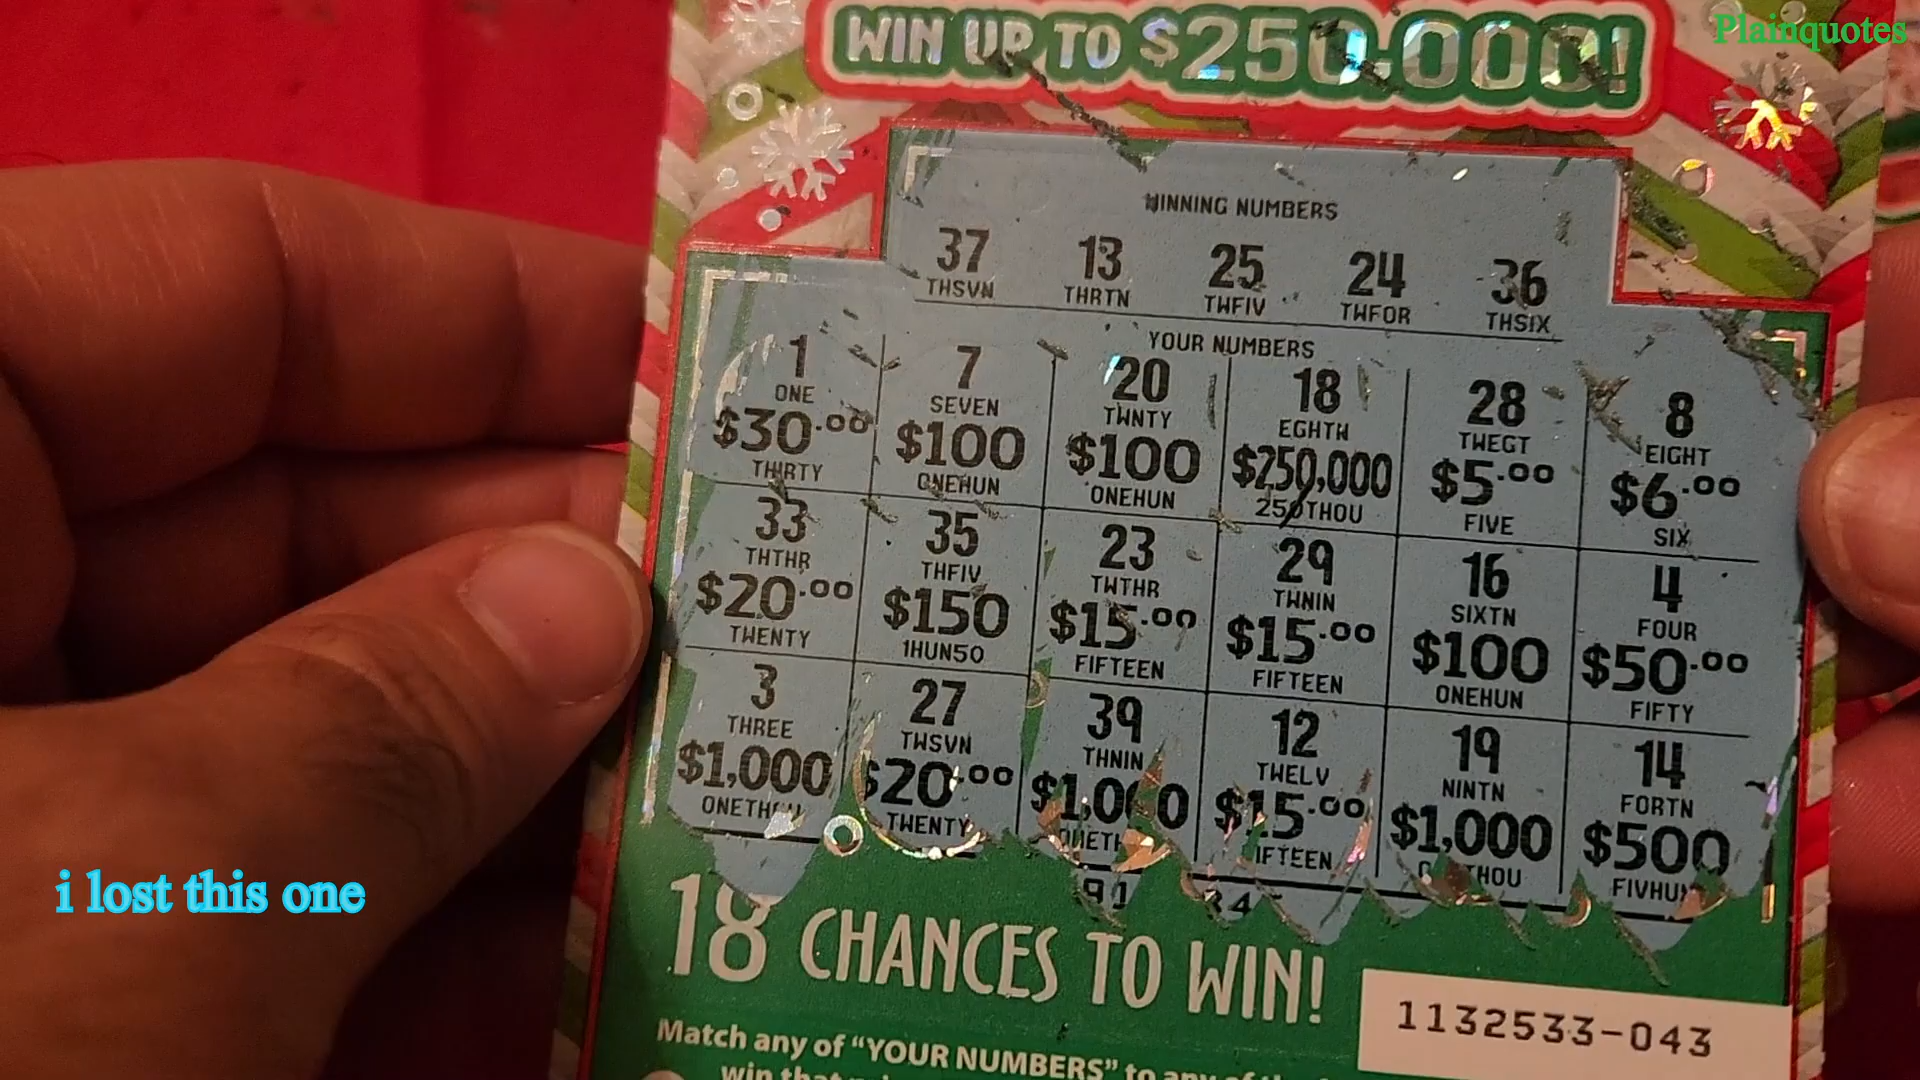 Plainquotes
WIN UP TO $250,000!
WINNING NUMBERS
37 13 25 24 36
THSVN THRTN TWFIV TWFOR THSIX
YOUR NUMBERS
1 7 20 18 28 8
ONE SEVEN TWNTY EGHTN TWEGT EIGHT
$30.00 $100 $100 $250,000 $5.00 $6.00
THIRTY ONEHUN ONEHUN 250THOU FIVE SIX
33 35 23 29 16 4
THTHR THFIV TWTHR TWNIN SIXTN FOUR
$20.00 $150 $15.00 $15.00 $100 $50.00
TWENTY 1HUN50 FIFTEEN FIFTEEN ONEHUN FIFTY
3 27 39 12 19 14
THREE TWSVN THNIN TWELV NINTN FORTN
$1,000 $20.00 $1,000 $15.00 $1,000 $500
TWENTY
i lost this one
18 CHANCES TO WIN!
1132533-043
Match any of "YOUR NUMBERS" to any of the
win that